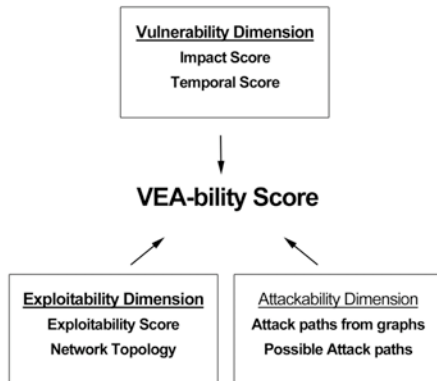 Vulnerability Dimension
Impact Score
Temporal Score
VEA-bility Score
Exploitability Dimension
Exploitability Score
Network Topology
Attackability Dimension
Attack paths from graphs
Possible Attack paths